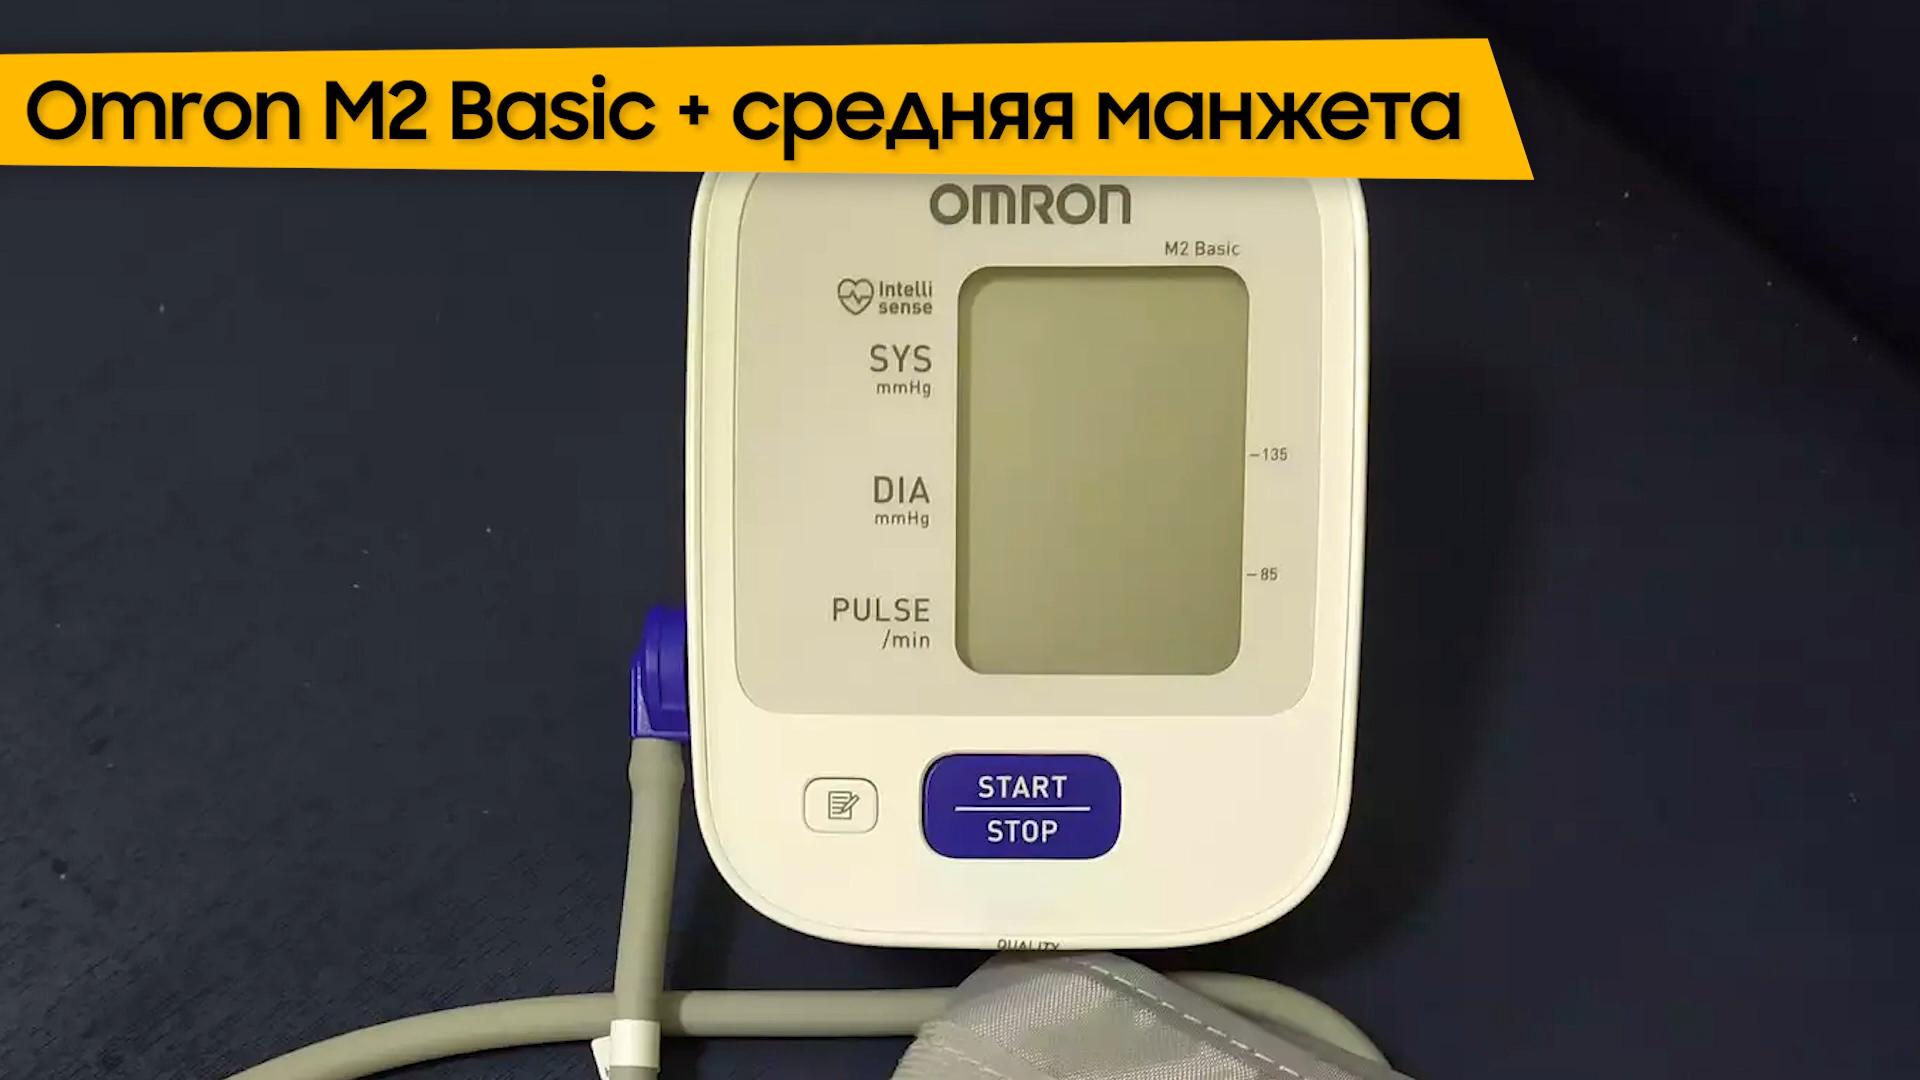 Omron M2 Basic + средняя манжета
OMRON
M2 Basic
Intelli
sense
SYS
mmHg
-135
DIA
mmHg
-85
PULSE
/min
START
STOP
QUALITY